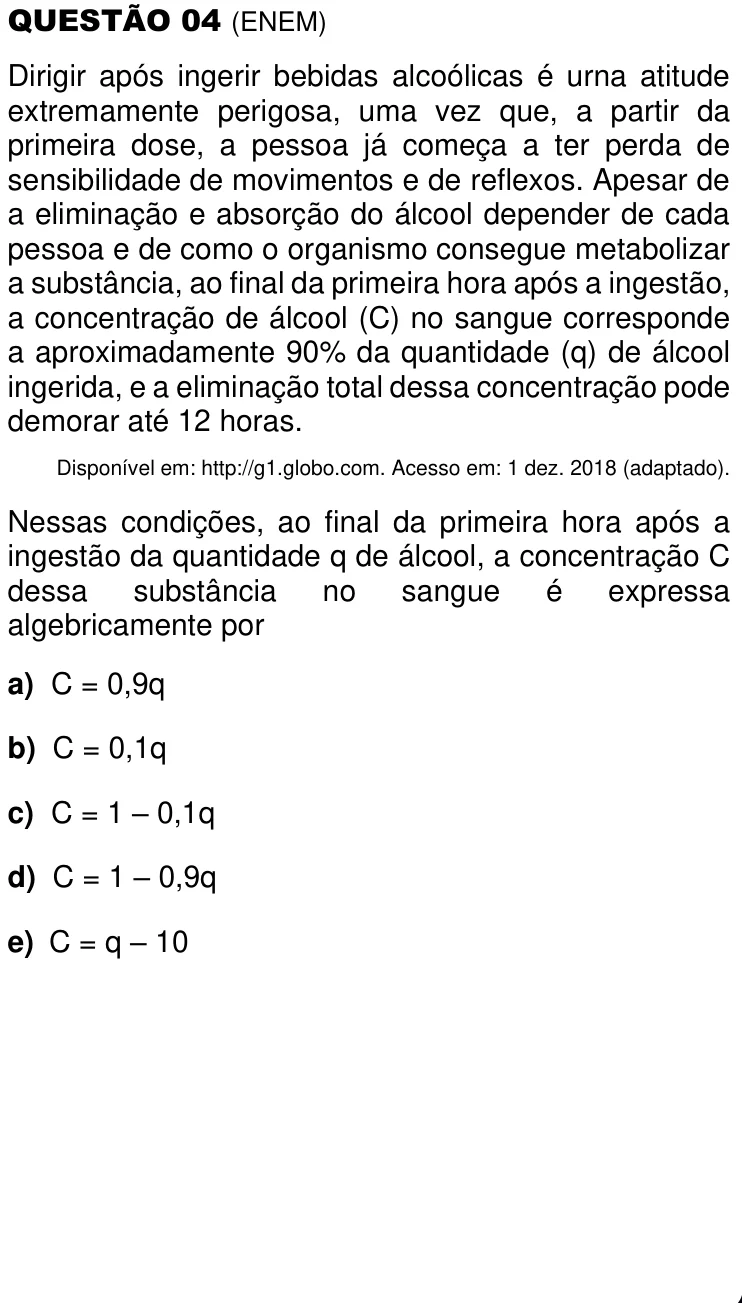 QUESTÃO 04 (ENEM)
Dirigir após ingerir bebidas alcoólicas é urna atitude
extremamente perigosa, uma vez que, a partir da
primeira dose, a pessoa já começa a ter perda de
sensibilidade de movimentos e de reflexos. Apesar de
a eliminação e absorção do álcool depender de cada
pessoa e de como o organismo consegue metabolizar
a substância, ao final da primeira hora após a ingestão,
a concentração de álcool (C) no sangue corresponde
a aproximadamente 90% da quantidade (q) de álcool
ingerida, e a eliminação total dessa concentração pode
demorar até 12 horas.
Disponível em: http://g1.globo.com. Acesso em: 1 dez. 2018 (adaptado).
Nessas condições, ao final da primeira hora após a
ingestão da quantidade q de álcool, a concentração C
dessa substância no sangue é expressa
algebricamente por
a) C = 0,9q
b) C = 0,1q
c) C = 1 – 0,1q
d) C = 1 – 0,9q
e) C = q – 10